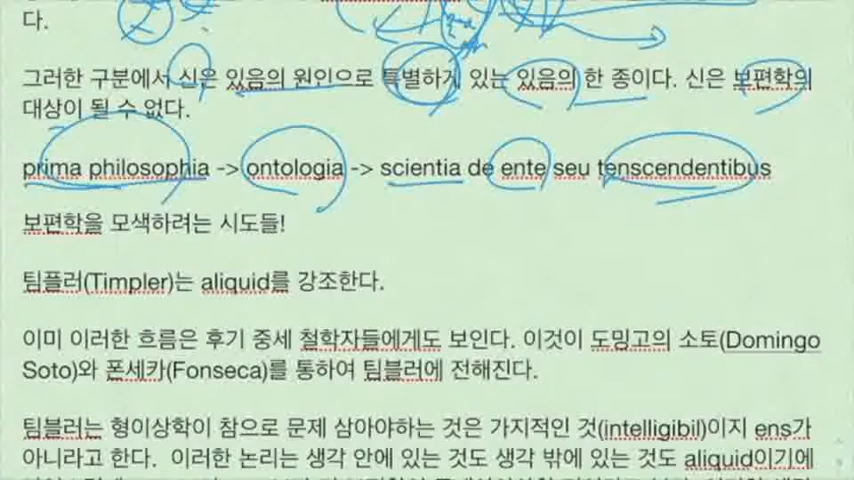 다.
그러한 구분에서 신은 있음의 원인으로 특별하게 있는 있음의 한 종이다. 신은 보편학의
대상이 될 수 없다.
prima philosophia -> ontologia -> scientia de ente seu tenscendentibus
보편학을 모색하려는 시도들!
팀플러(Timpler)는 aliquid를 강조한다.
이미 이러한 흐름은 후기 중세 철학자들에게도 보인다. 이것이 도밍고의 소토(Domingo
Soto)와 폰세카(Fonseca)를 통하여 팀블러에 전해진다.
팀블러는 형이상학이 참으로 문제 삼아야하는 것은 가지적인 것(intelligibil)이지 ens가
아니라고 한다. 이러한 논리는 생각 안에 있는 것도 생각 밖에 있는 것도 aliquid이기에